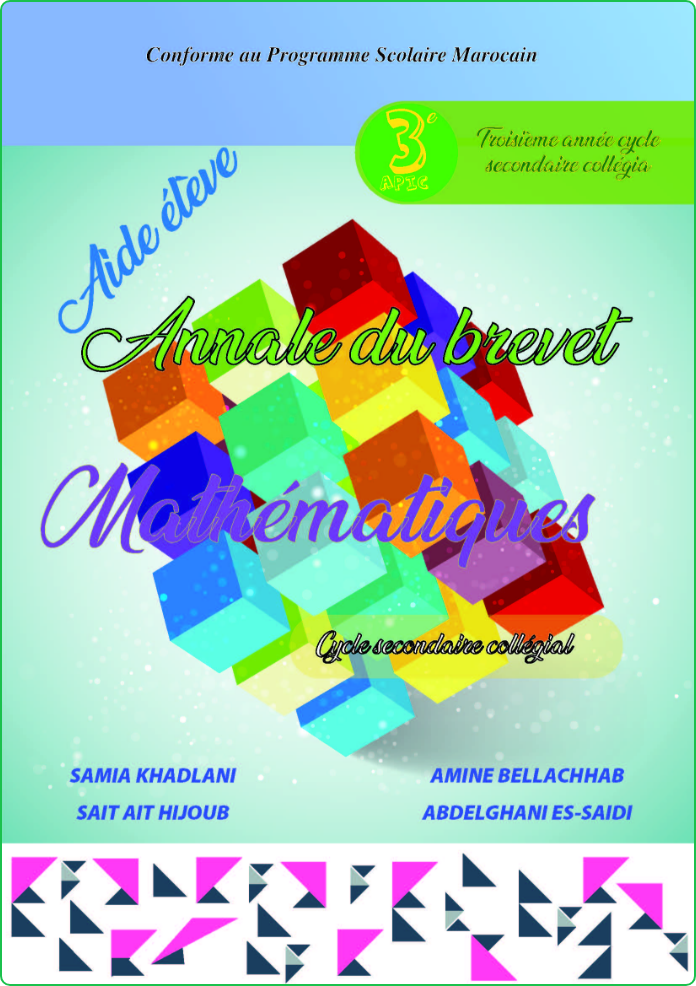 Conforme au Programme Scolaire Marocain
3e
APIC
Troisième année cycle
secondaire collégia
Aide éleve
Annale du brevet
Mathématiques
Cycle secondaire collégial
SAMIA KHADLANI
AMINE BELLACHHAB
SAIT AIT HIJOUB
ABDELGHANI ES-SAIDI